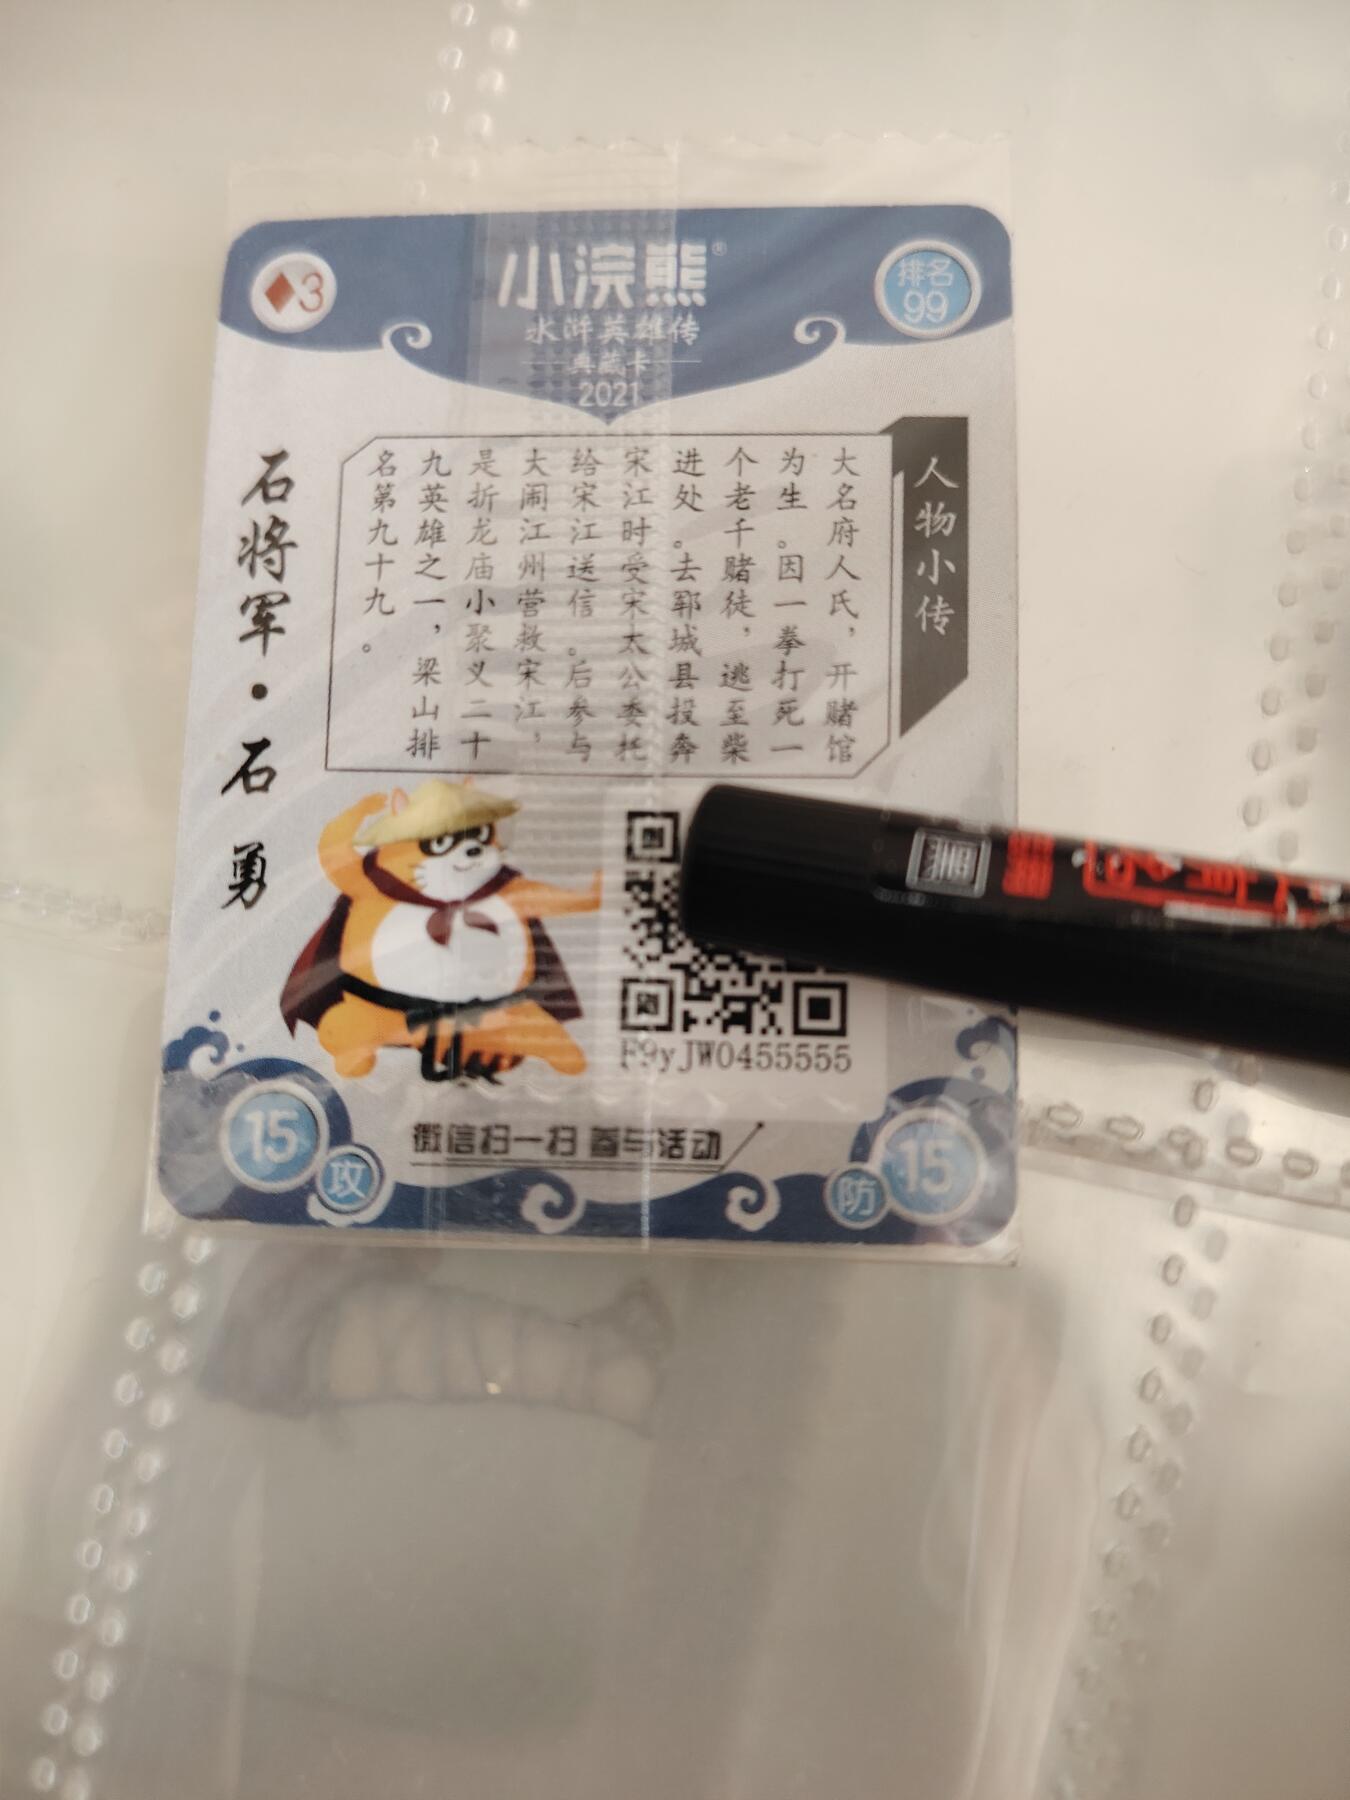 3
小浣熊®
水浒英雄传
典藏卡
2021
排名
99
人物小传
大名府人氏，开赌馆
为生。因一拳打死一
个老千赌徒，逃至柴
进处。去郓城县投奔
宋江时受宋太公委托
给宋江送信。后参与
大闹江州营救宋江，
是折龙庙小聚义二十
九英雄之一，梁山排
名第九十九。
石将军·石勇
F9yJW0455555
微信扫一扫 参与活动
15
攻
防
15